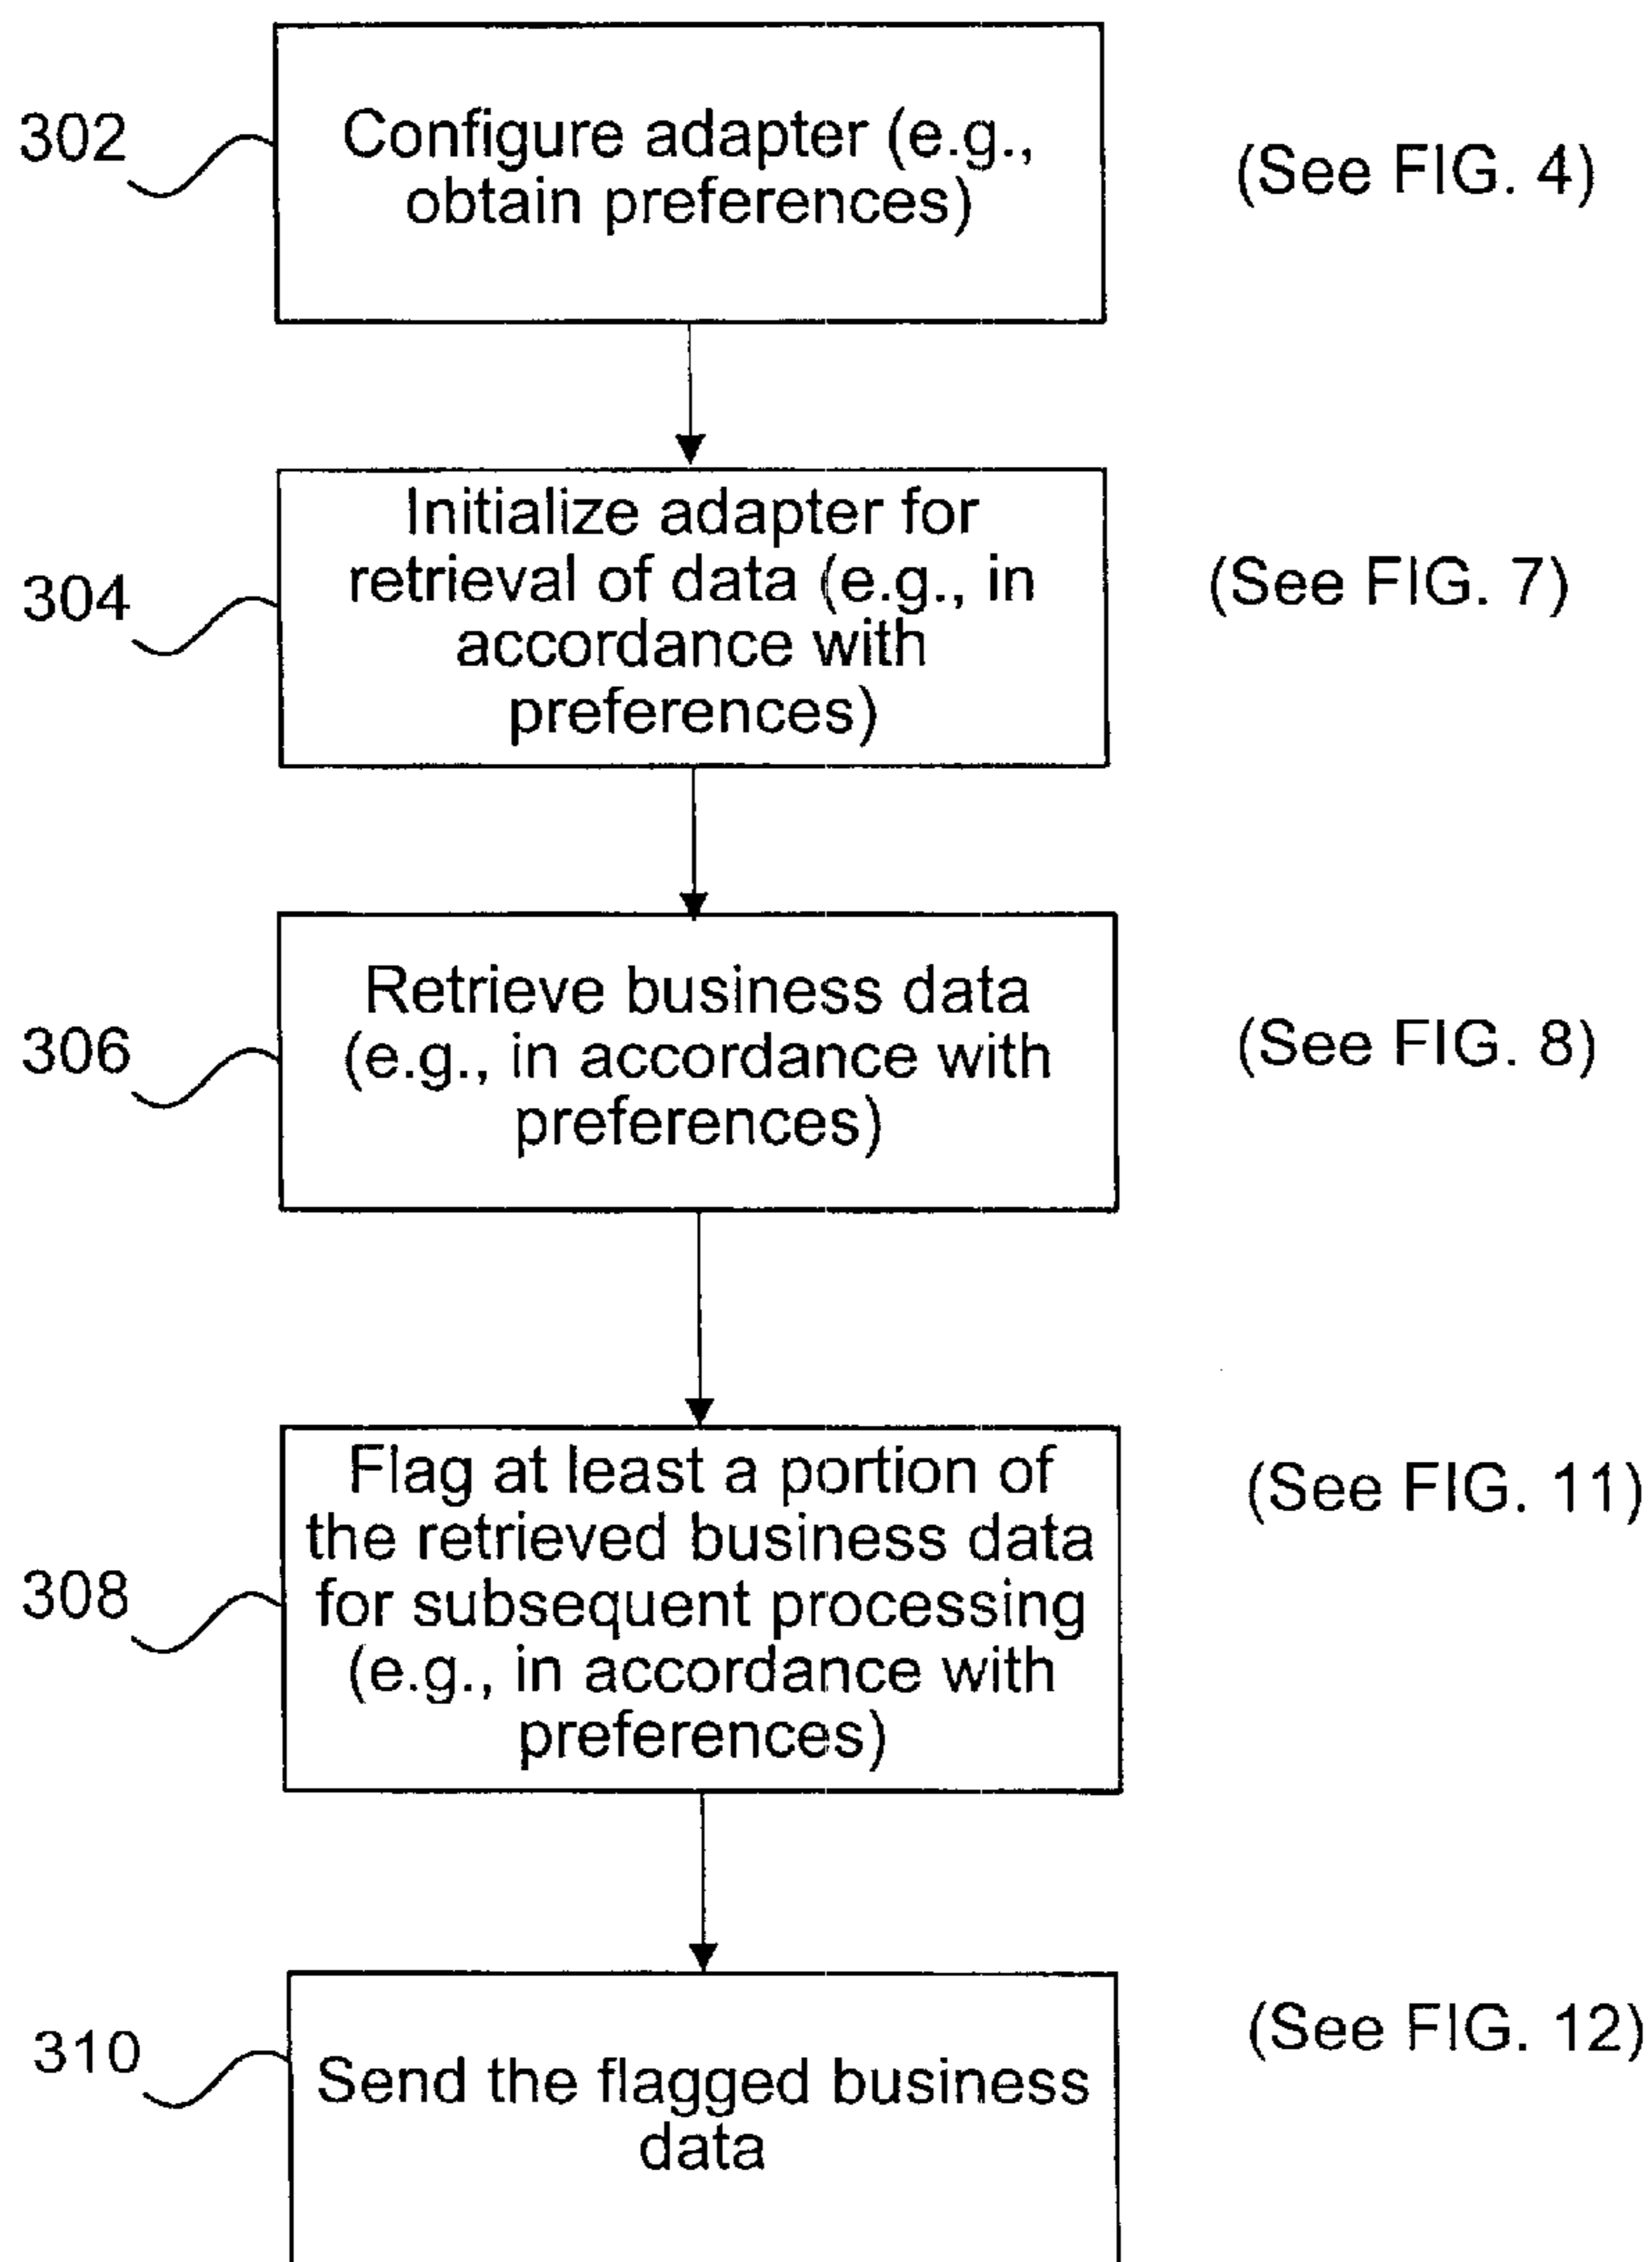 302
Configure adapter (e.g.,
obtain preferences)
(See FIG. 4)
304
Initialize adapter for
retrieval of data (e.g., in
accordance with
preferences)
(See FIG. 7)
306
Retrieve business data
(e.g., in accordance with
preferences)
(See FIG. 8)
308
Flag at least a portion of
the retrieved business data
for subsequent processing
(e.g., in accordance with
preferences)
(See FIG. 11)
310
Send the flagged business
data
(See FIG. 12)